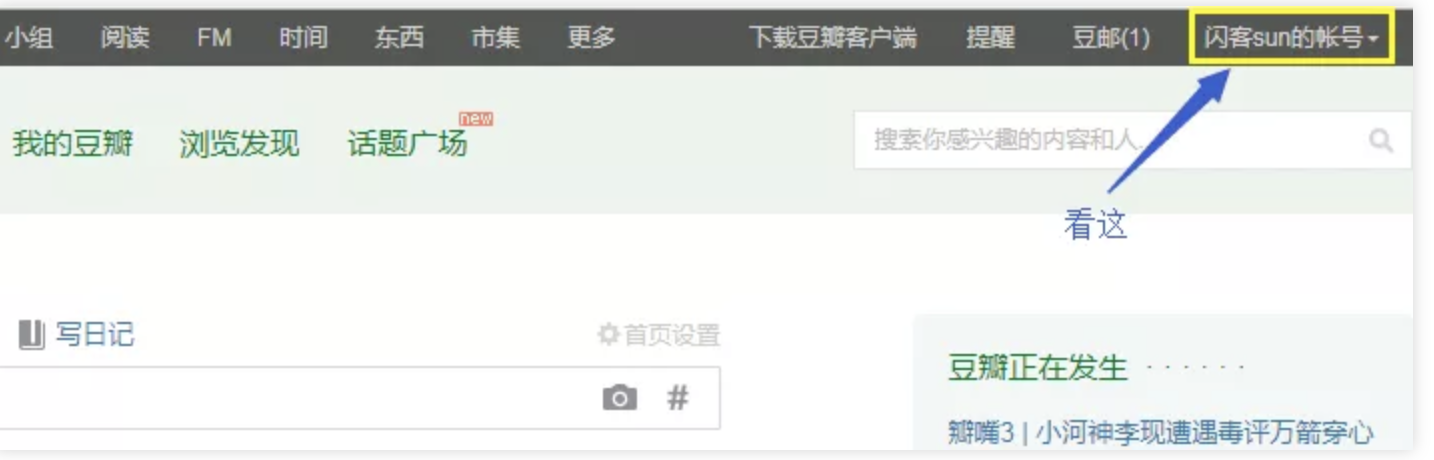 小组 阅读 FM 时间 东西 市集 更多 下载豆瓣客户端 提醒 豆邮(1) 闪客sun的帐号
new
我的豆瓣 浏览发现 话题广场 搜索你感兴趣的内容和人...
看这
写日记 首页设置
豆瓣正在发生 · · · · · ·
#
瓣嘴3 | 小河神李现遭遇毒评万箭穿心